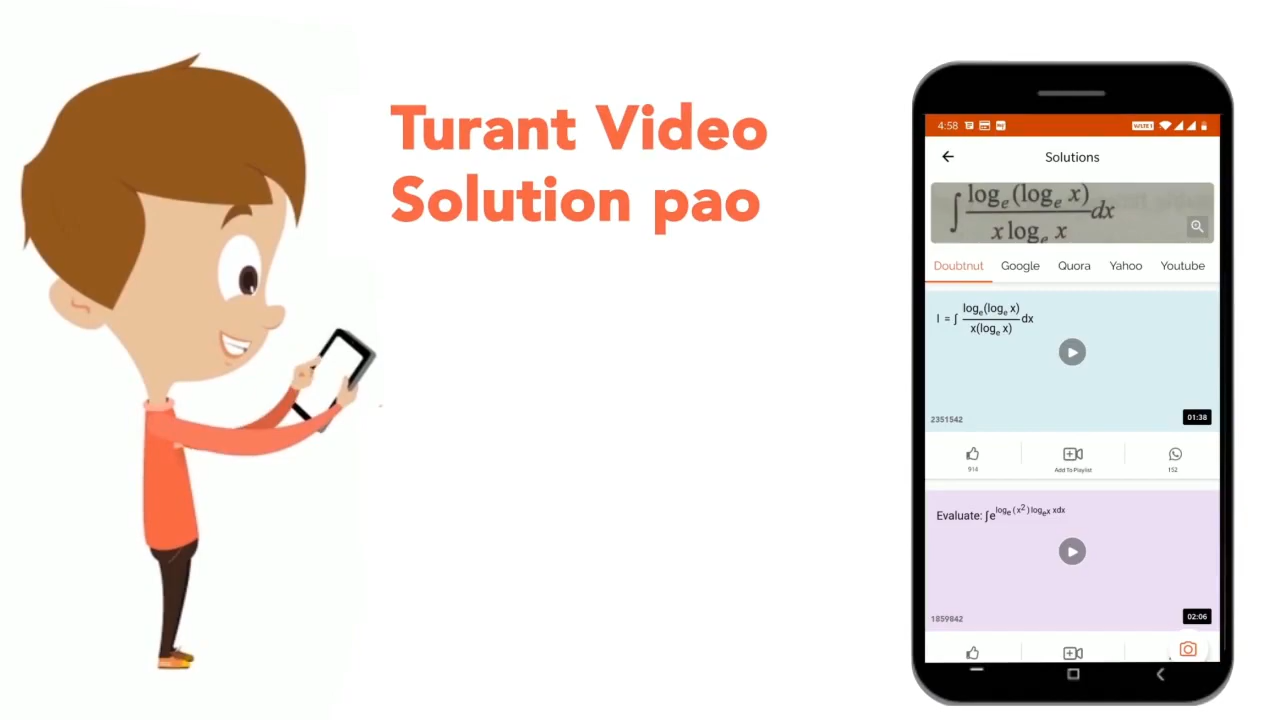 Turant Video
Solution pao
4:58
VoLTE1
Solutions
∫ logₑ(logₑ x) / x logₑ x dx
Doubtnut Google Quora Yahoo Youtube
I = ∫ logₑ(logₑ x) / x(logₑ x) dx
2351542 01:38
914 Add To Playlist 152
Evaluate: ∫e^logₑ(x²) logₑx xdx
1859842 02:06